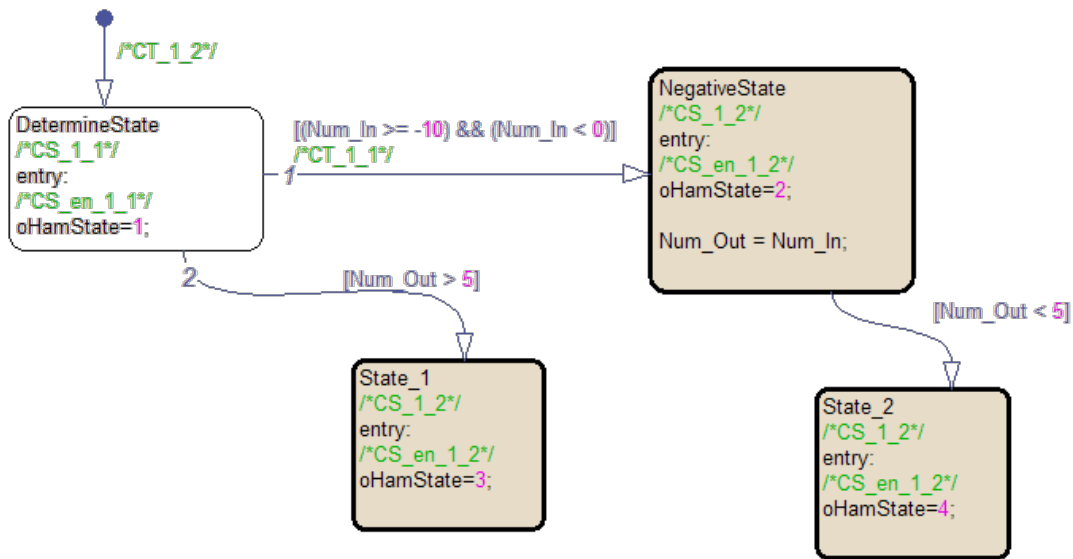 /*CT_1_2*/
DetermineState
/*CS_1_1*/
entry:
/*CS_en_1_1*/
oHamState=1;
1
[(Num_In >= -10) && (Num_In < 0)]
/*CT_1_1*/
NegativeState
/*CS_1_2*/
entry:
/*CS_en_1_2*/
oHamState=2;
Num_Out = Num_In;
2
[Num_Out > 5]
[Num_Out < 5]
State_1
/*CS_1_2*/
entry:
/*CS_en_1_2*/
oHamState=3;
State_2
/*CS_1_2*/
entry:
/*CS_en_1_2*/
oHamState=4;